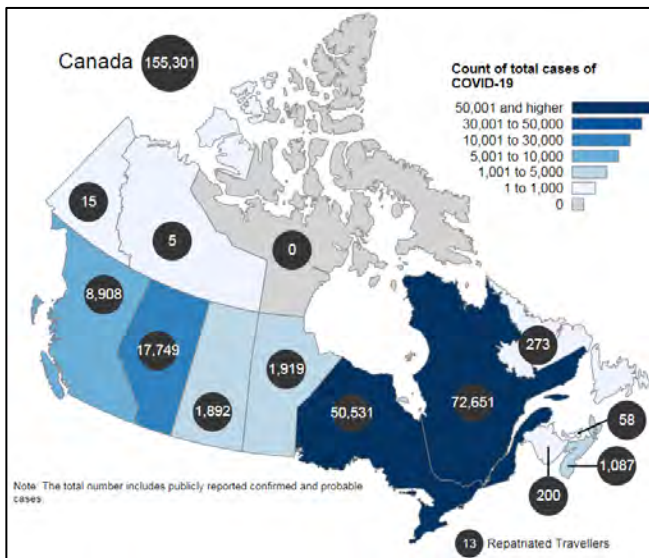 Canada 155,301
Count of total cases of
COVID-19
50,001 and higher
30,001 to 50,000
10,001 to 30,000
5,001 to 10,000
1,001 to 5,000
1 to 1,000
0
15
5
0
8,908
17,749
1,892
1,919
50,531
72,651
273
58
1,087
200
Note: The total number includes publicly reported confirmed and probable
cases.
13 Repatriated Travellers